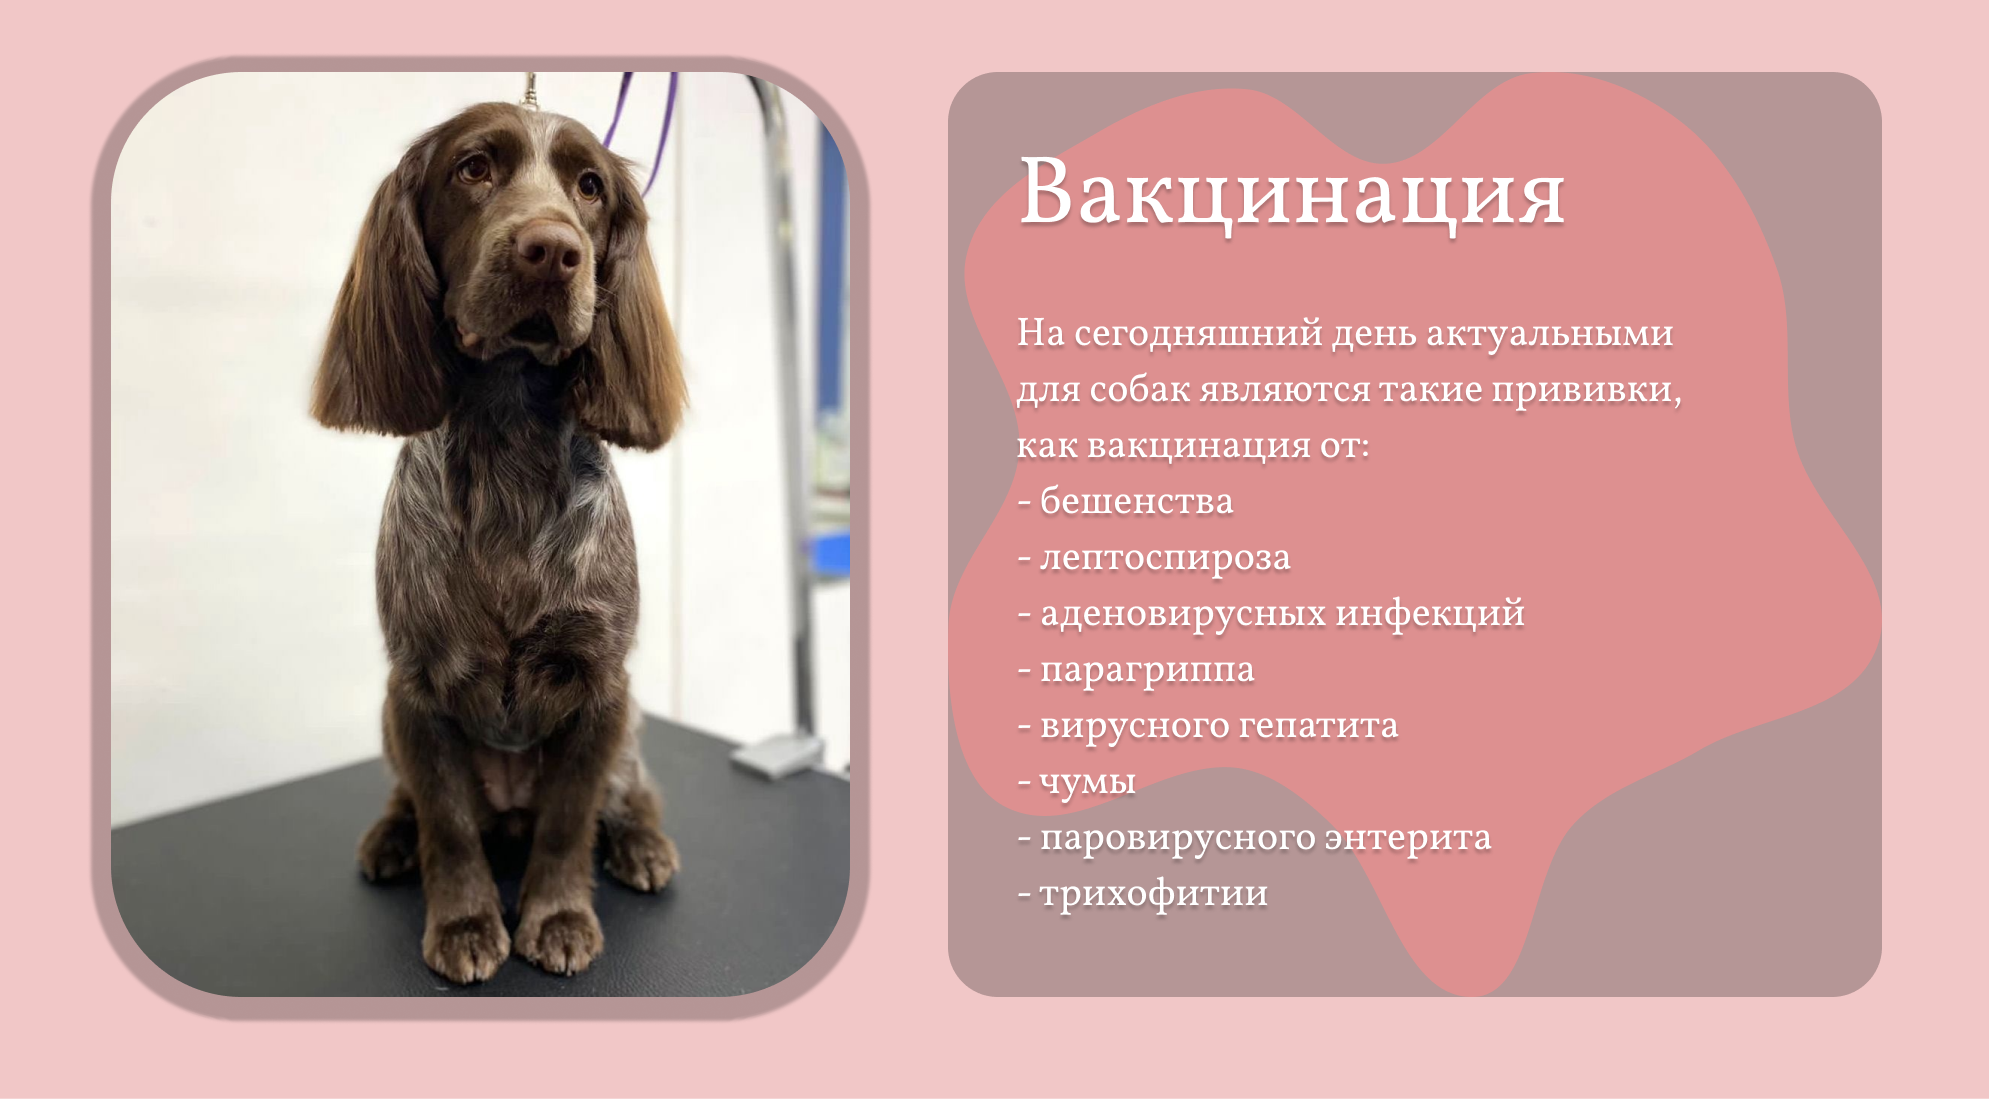 Вакцинация
На сегодняшний день актуальными
для собак являются такие прививки,
как вакцинация от:
- бешенства
- лептоспироза
- аденовирусных инфекций
- парагриппа
- вирусного гепатита
- чумы
- паровирусного энтерита
- трихофитии